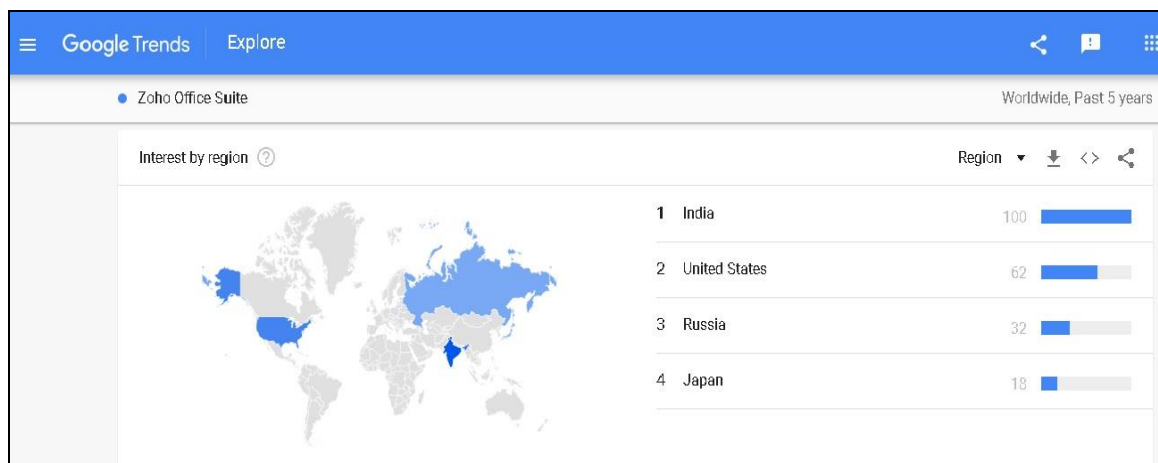 Google Trends Explore
Zoho Office Suite Worldwide, Past 5 years
Interest by region Region
1 India 100
2 United States 62
3 Russia 32
4 Japan 18